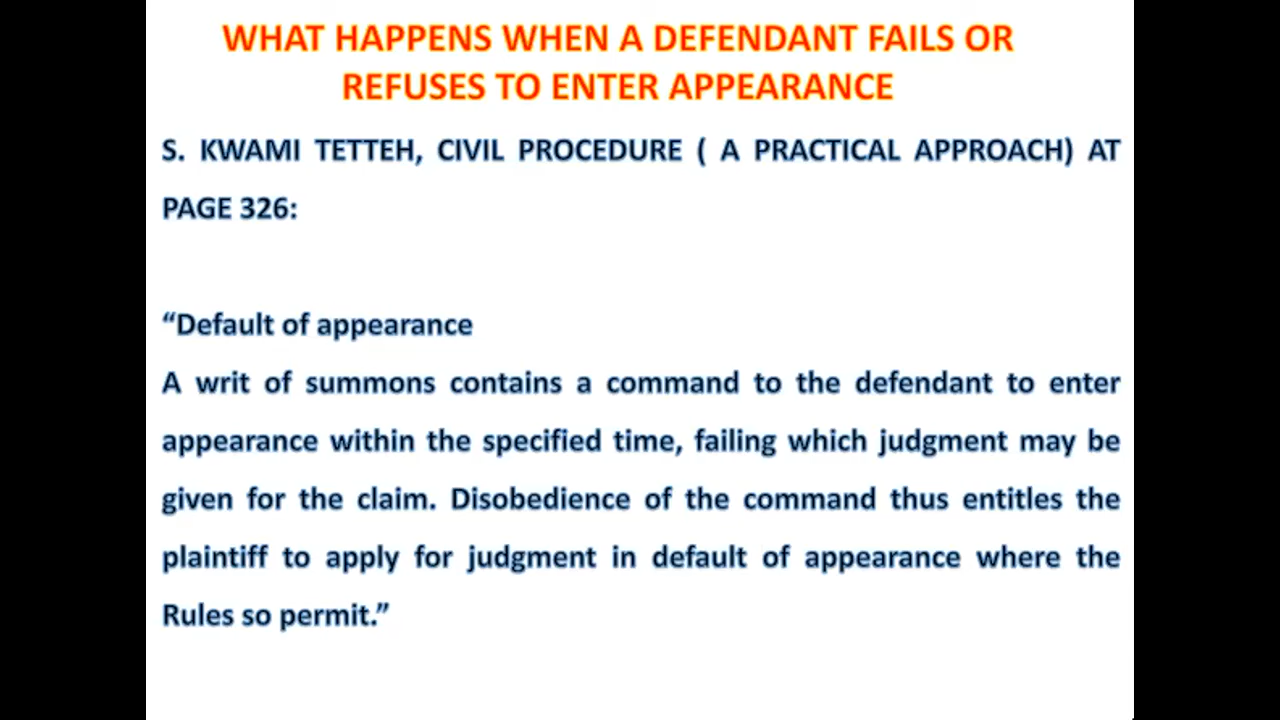 WHAT HAPPENS WHEN A DEFENDANT FAILS OR
REFUSES TO ENTER APPEARANCE
S. KWAMI TETTEH, CIVIL PROCEDURE ( A PRACTICAL APPROACH) AT
PAGE 326:
“Default of appearance
A writ of summons contains a command to the defendant to enter
appearance within the specified time, failing which judgment may be
given for the claim. Disobedience of the command thus entitles the
plaintiff to apply for judgment in default of appearance where the
Rules so permit.”